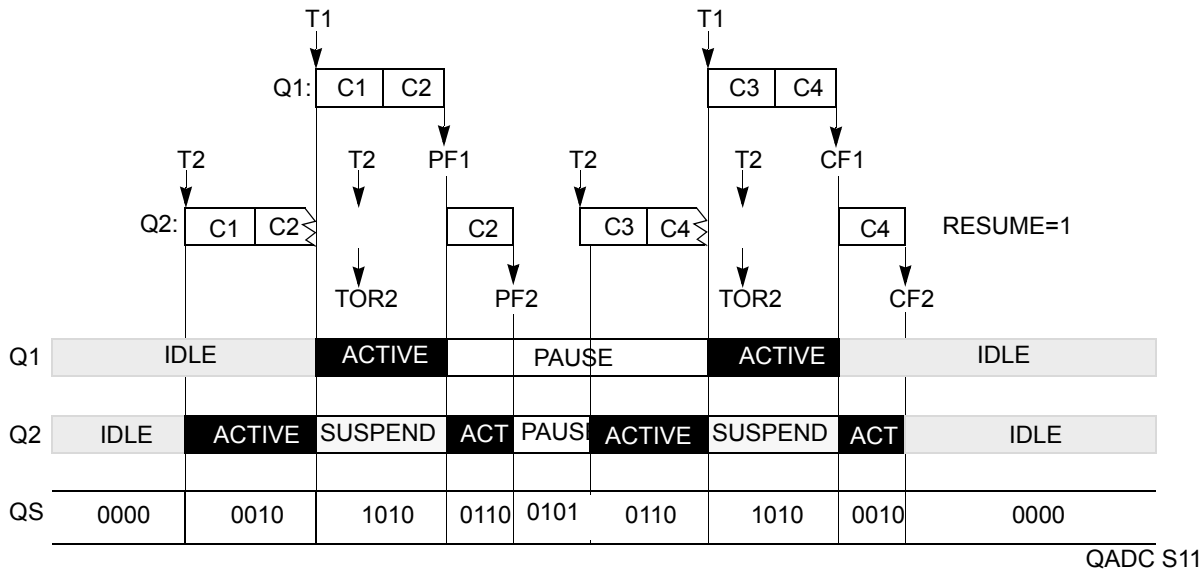 T1 T1
Q1: C1 C2 C3 C4
T2 T2 PF1 T2 T2 CF1
Q2: C1 C2 C2 C3 C4 C4 RESUME=1
TOR2 PF2 TOR2 CF2
Q1 IDLE ACTIVE PAUSE ACTIVE IDLE
Q2 IDLE ACTIVE SUSPEND ACT PAUSE ACTIVE SUSPEND ACT IDLE
QS 0000 0010 1010 0110 0101 0110 1010 0010 0000
QADC S11